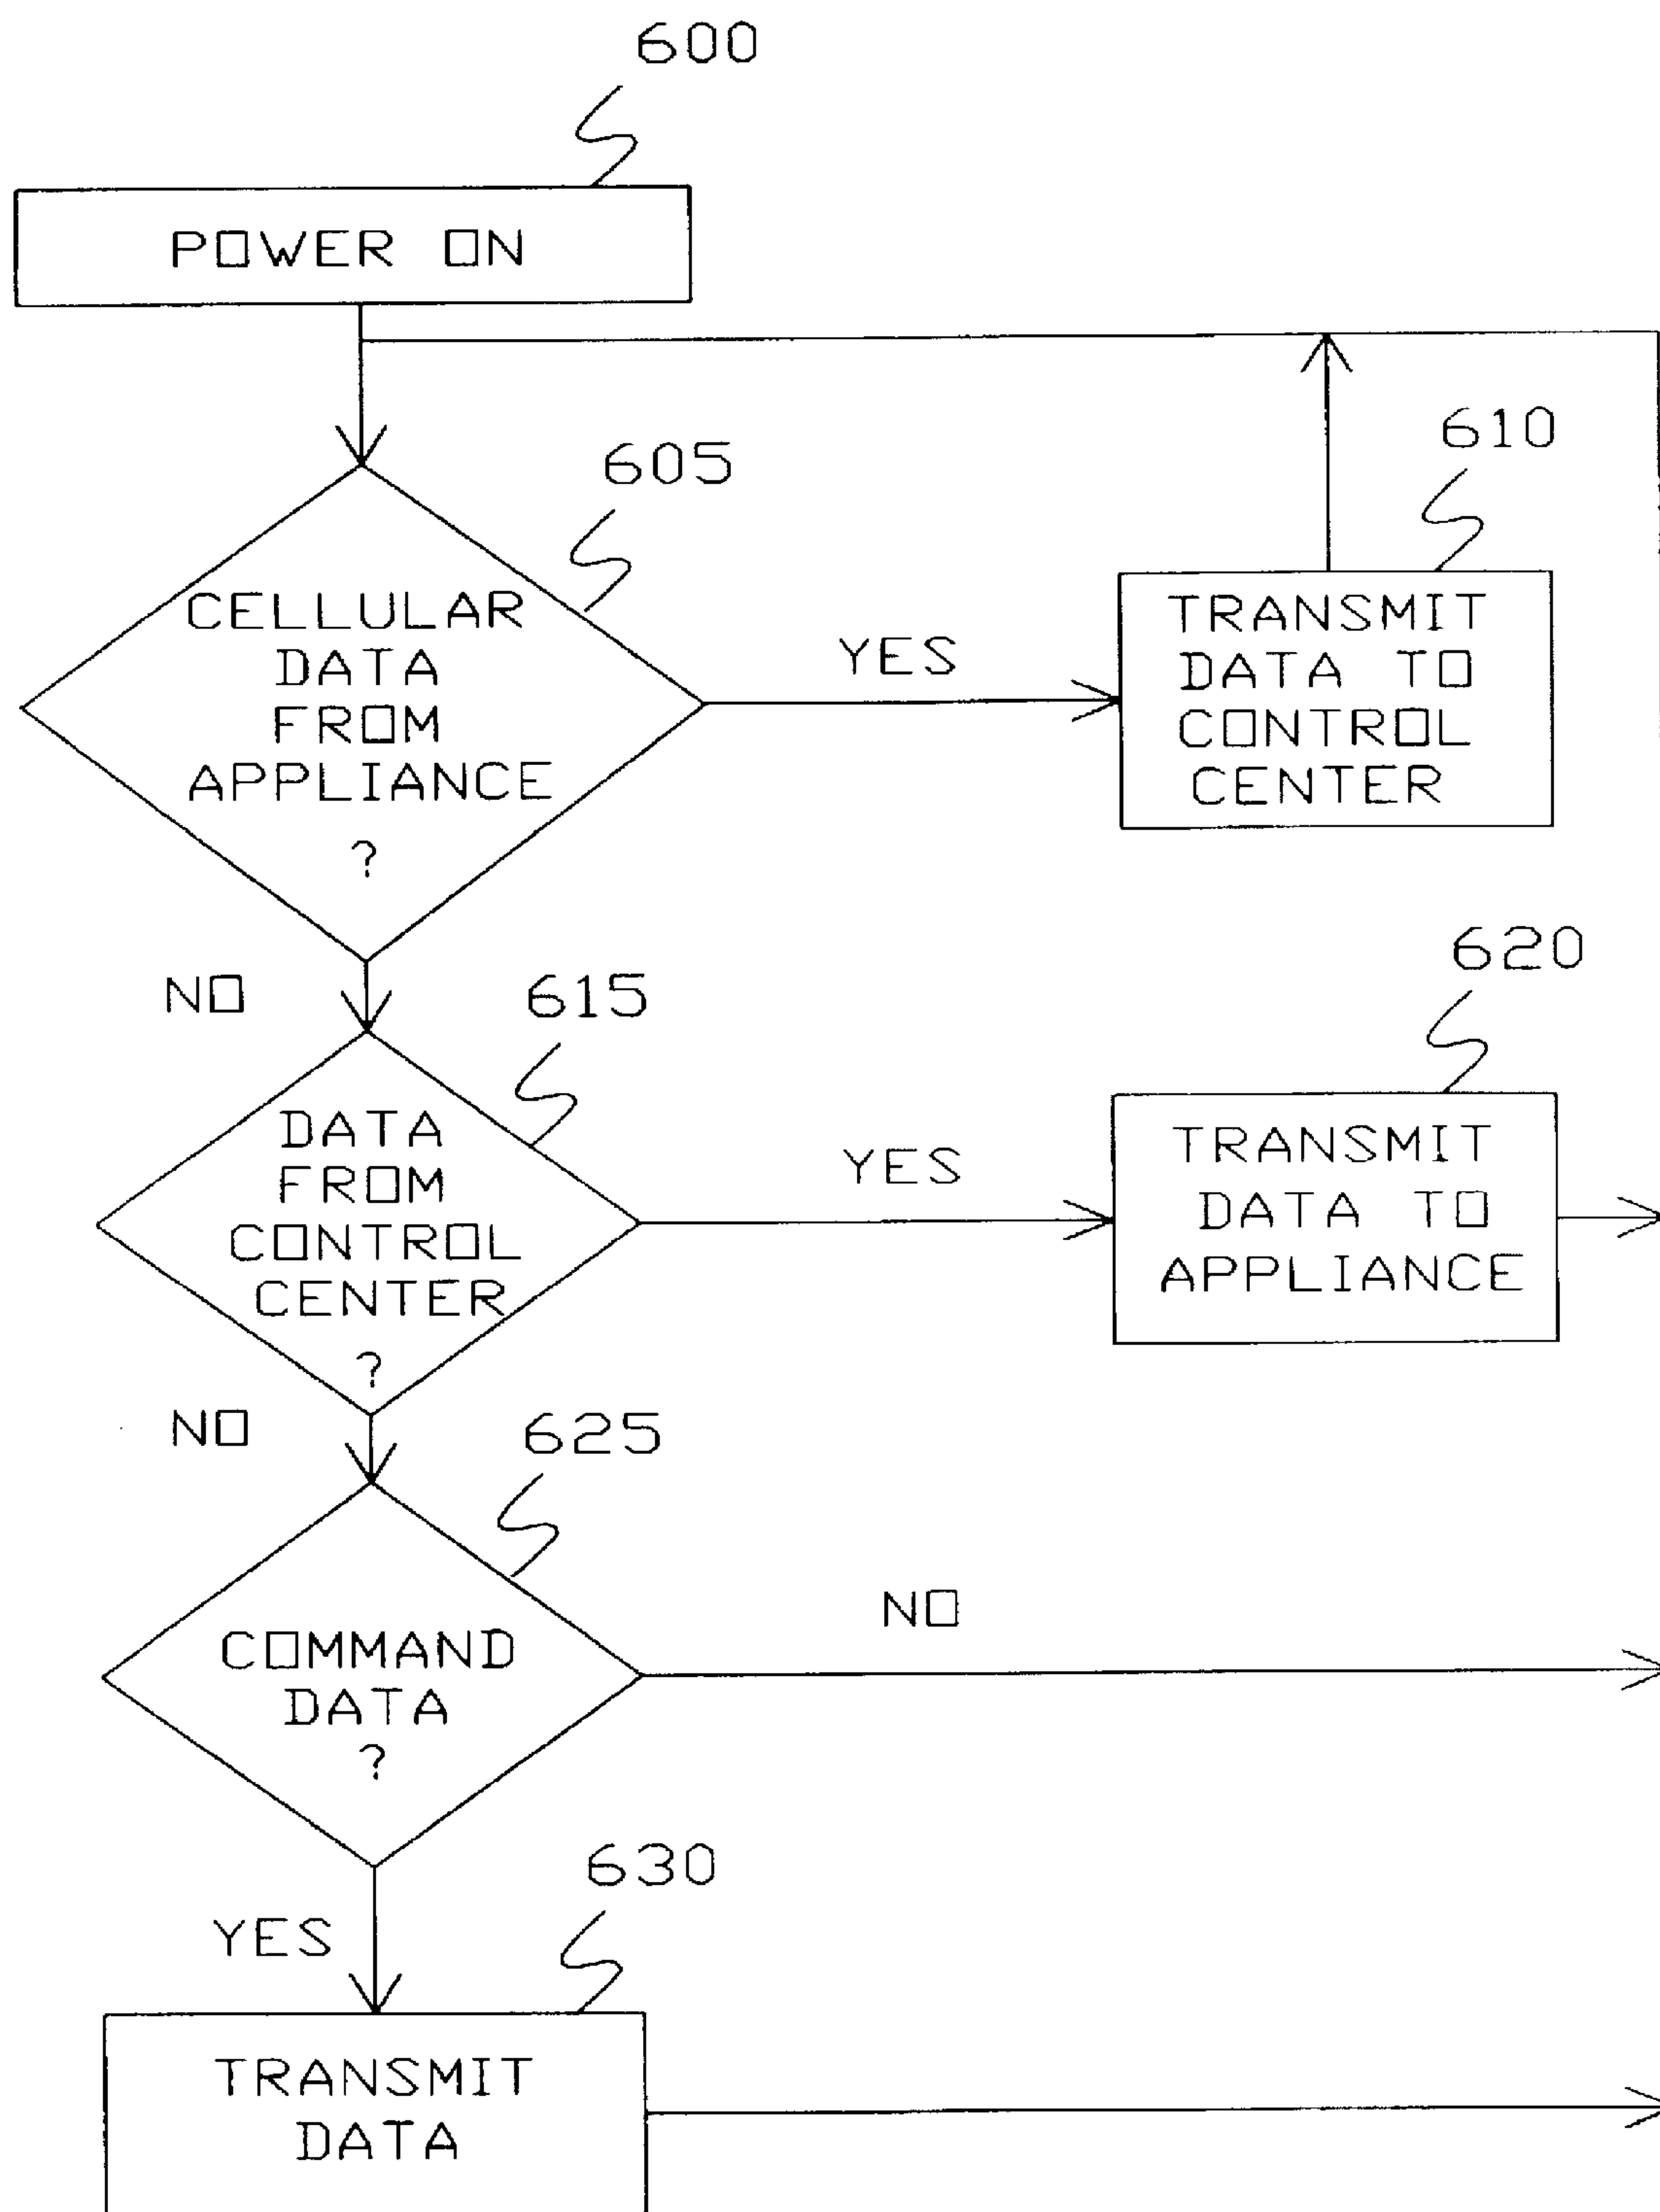 600
POWER ON
610
605
CELLULAR
DATA
FROM
APPLIANCE
?
YES
TRANSMIT
DATA TO
CONTROL
CENTER
NO
620
615
DATA
FROM
CONTROL
CENTER
?
YES
TRANSMIT
DATA TO
APPLIANCE
NO
625
COMMAND
DATA
?
NO
YES
630
TRANSMIT
DATA